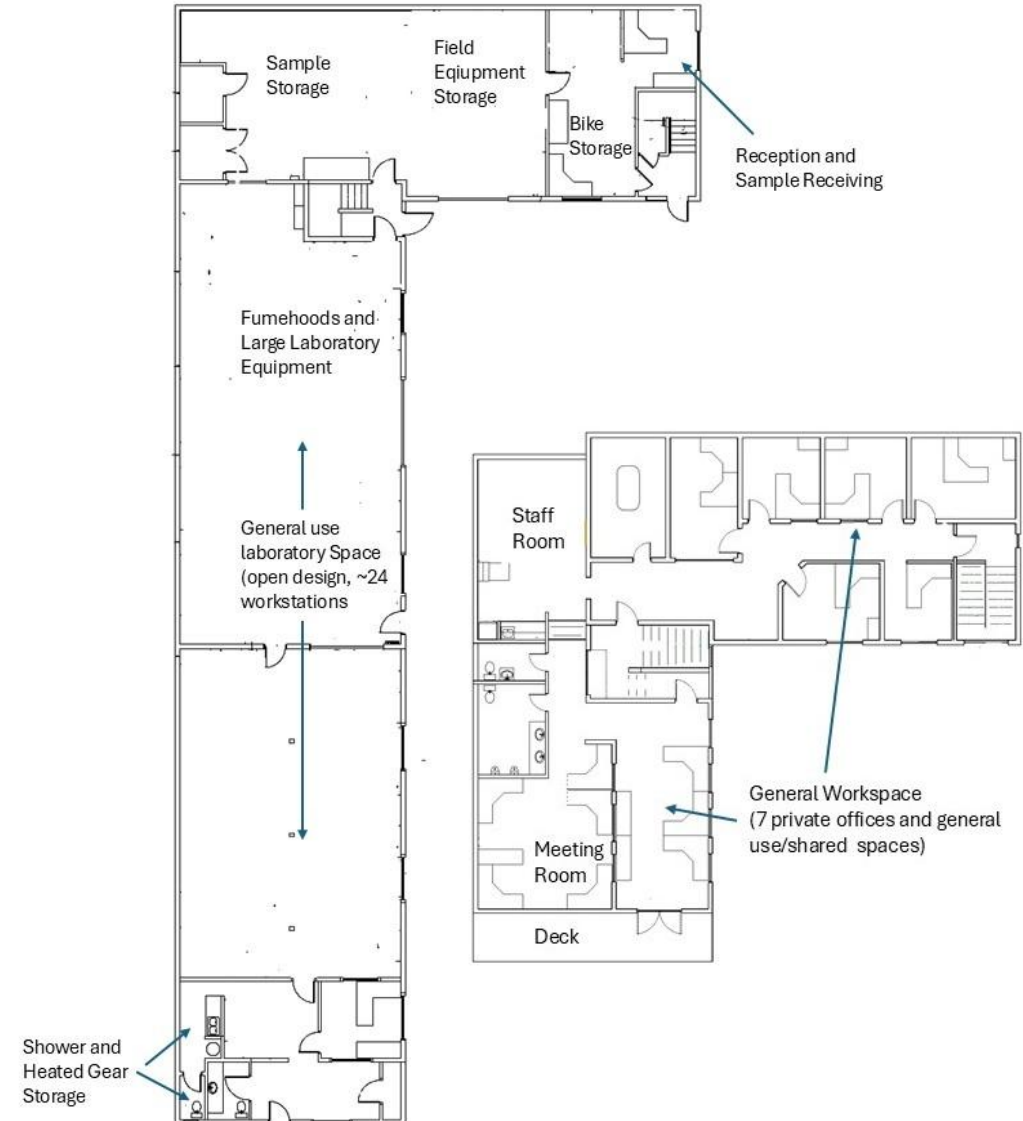 Sample
Storage
Field
Eqiupment
Storage
Bike
Storage
Reception and
Sample Receiving
Fumehoods and
Large Laboratory
Equipment
General use
laboratory Space
(open design, ~24
workstations
Staff
Room
General Workspace
(7 private offices and general
use/shared spaces)
Meeting
Room
Deck
Shower and
Heated Gear
Storage